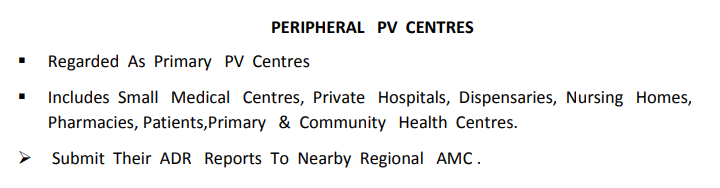 PERIPHERAL PV CENTRES
▪ Regarded As Primary PV Centres
▪ Includes Small Medical Centres, Private Hospitals, Dispensaries, Nursing Homes,
Pharmacies, Patients,Primary & Community Health Centres.
➢ Submit Their ADR Reports To Nearby Regional AMC .